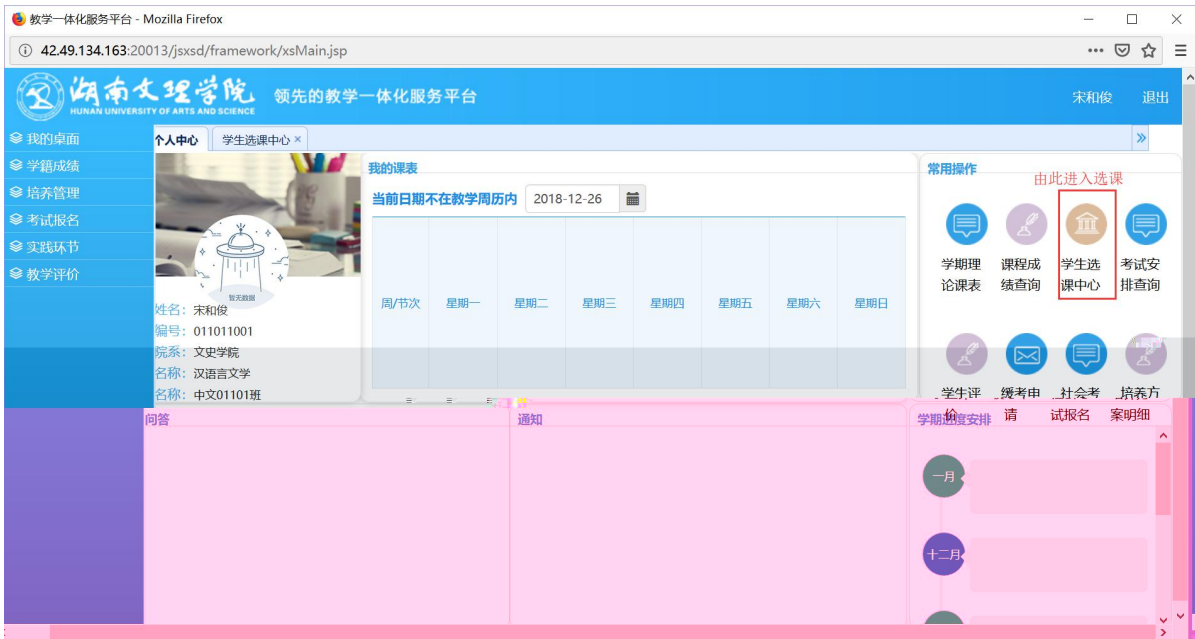 教学一体化服务平台 - Mozilla Firefox
42.49.134.163:20013/jsxsd/framework/xsMain.jsp
湖南文理学院
HUNAN UNIVERSITY OF ARTS AND SCIENCE
领先的教学一体化服务平台
宋和俊 退出
我的桌面
学籍成绩
培养管理
考试报名
实践环节
教学评价
个人中心 学生选课中心 ×
暂无数据
姓名：宋和俊
编号：011011001
院系：文史学院
名称：汉语言文学
名称：中文01101班
我的课表
当前日期不在教学周历内 2018-12-26
周/节次 星期一 星期二 星期三 星期四 星期五 星期六 星期日
常用操作
由此进入选课
学期理论课表
课程成绩查询
学生选课中心
考试安排查询
学生评价
缓考申请
社会考试报名
培养方案明细
问答
通知
学期进度安排
一月
十二月